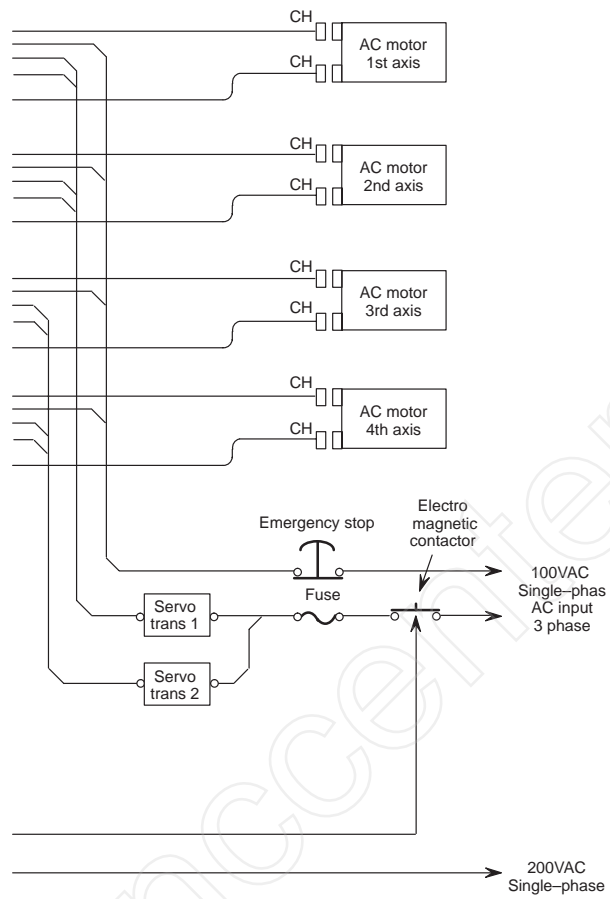 CH
AC motor
1st axis
CH
CH
AC motor
2nd axis
CH
CH
AC motor
3rd axis
CH
CH
AC motor
4th axis
CH
Electro
magnetic
contactor
Emergency stop
100VAC
Single–phas
AC input
3 phase
Fuse
Servo
trans 1
Servo
trans 2
200VAC
Single–phase